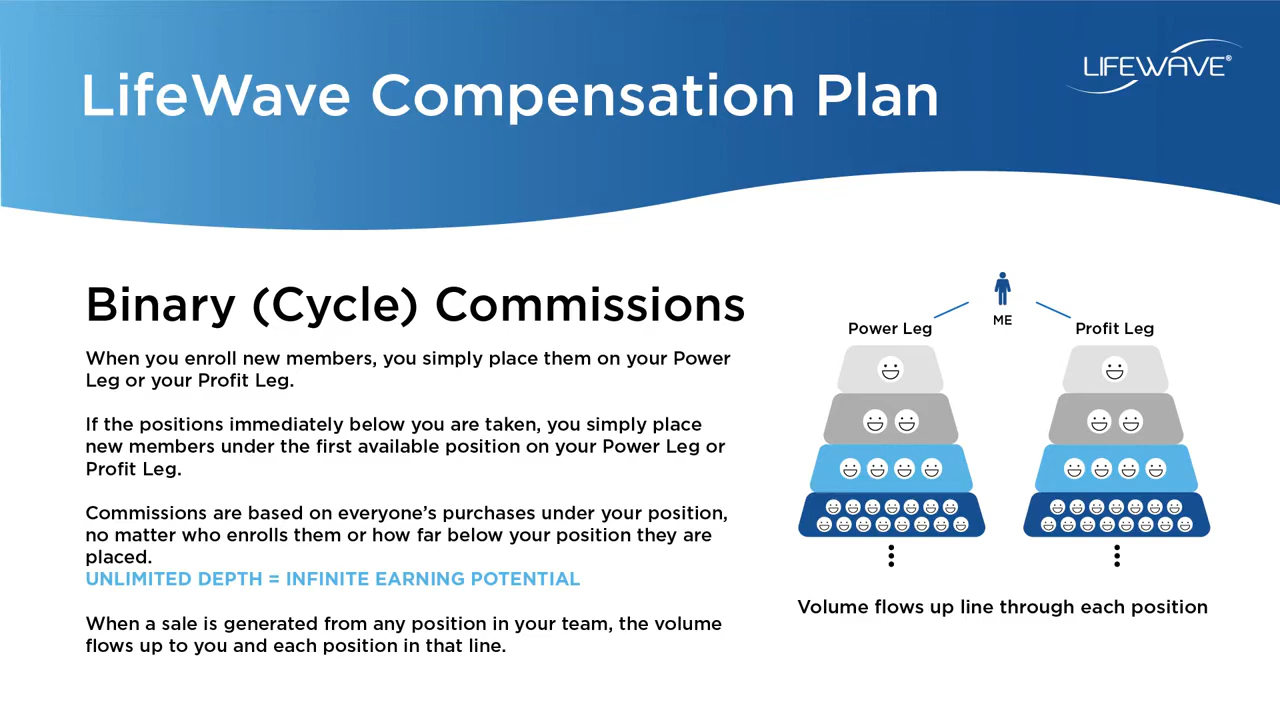 LifeWave Compensation Plan
LIFEWAVE®
Binary (Cycle) Commissions
When you enroll new members, you simply place them on your Power
Leg or your Profit Leg.
If the positions immediately below you are taken, you simply place
new members under the first available position on your Power Leg or
Profit Leg.
Commissions are based on everyone’s purchases under your position,
no matter who enrolls them or how far below your position they are
placed.
UNLIMITED DEPTH = INFINITE EARNING POTENTIAL
When a sale is generated from any position in your team, the volume
flows up to you and each position in that line.
ME
Power Leg
Profit Leg
Volume flows up line through each position